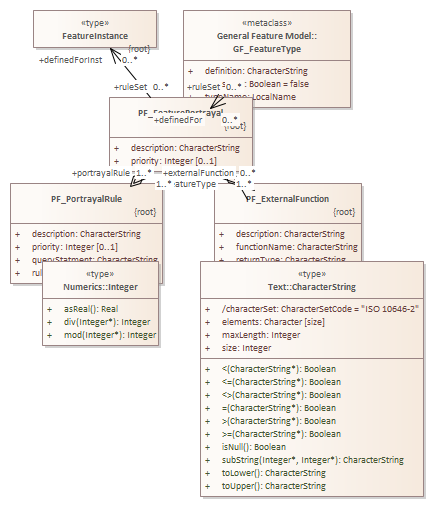 «type»
FeatureInstance
{root}
+definedForInst 0..*
+ruleSet 0..*
«metaclass»
General Feature Model::
GF_FeatureType
+ definition: CharacterString
: Boolean = false
LocalName
+ruleSet 0..*
PF_FeaturePortrayal
+definedFor 0..*
{root}
+ description: CharacterString
+ priority: Integer [0..1]
+portrayalRule 1..* +externalFunction 0..*
1..* 1..*
PF_PortrayalRule
{root}
+ description: CharacterString
+ priority: Integer [0..1]
+ queryStatment: CharacterString
PF_ExternalFunction
{root}
+ description: CharacterString
+ functionName: CharacterString
+ returnType: CharacterString
«type»
Numerics::Integer
+ asReal(): Real
+ div(Integer*): Integer
+ mod(Integer*): Integer
«type»
Text::CharacterString
+ /characterSet: CharacterSetCode = "ISO 10646-2"
+ elements: Character [size]
+ maxLength: Integer
+ size: Integer
+ <(CharacterString*): Boolean
+ <=(CharacterString*): Boolean
+ <>(CharacterString*): Boolean
+ =(CharacterString*): Boolean
+ >(CharacterString*): Boolean
+ >=(CharacterString*): Boolean
+ isNull(): Boolean
+ subString(Integer*, Integer*): CharacterString
+ toLower(): CharacterString
+ toUpper(): CharacterString